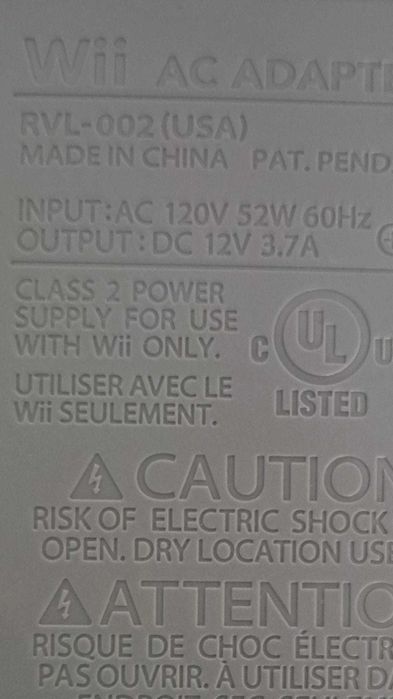 Wii AC ADAPTE
RVL-002 (USA)
MADE IN CHINA PAT. PEND.
INPUT:AC 120V 52W 60Hz
OUTPUT:DC 12V 3.7A
CLASS 2 POWER
SUPPLY FOR USE
WITH Wii ONLY.
UTILISER AVEC LE
Wii SEULEMENT.
C UL U
LISTED
CAUTION
RISK OF ELECTRIC SHOCK
OPEN. DRY LOCATION USE
ATTENTIO
RISQUE DE CHOC ÉLECTR
PAS OUVRIR. À UTILISER DA